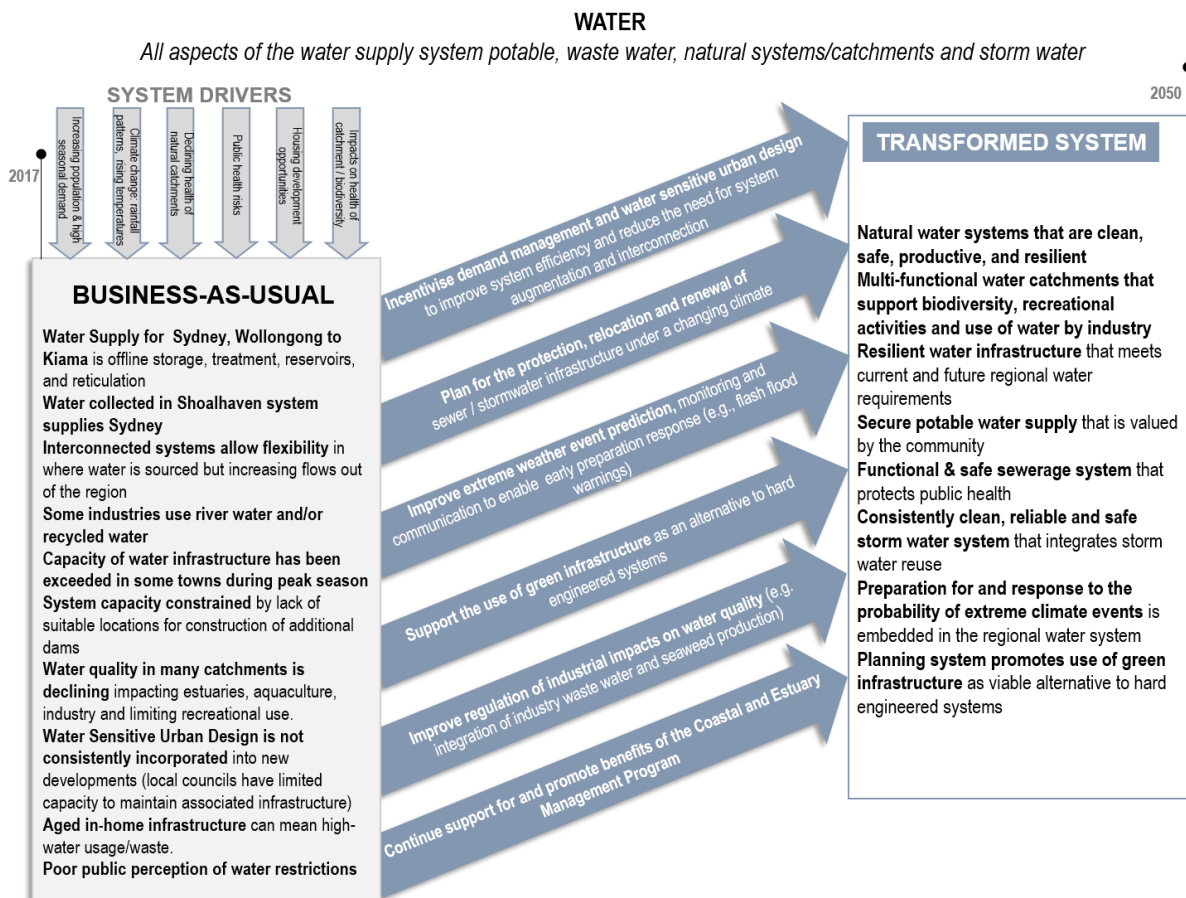 WATER
All aspects of the water supply system potable, waste water, natural systems/catchments and storm water
SYSTEM DRIVERS
2050
2017
Increasing population & high
seasonal demand
Climate change: rainfall
patterns, rising temperatures
Declining health of
natural catchments
Public health risks
Housing development
opportunities
Impacts on health of
catchment / biodiversity
BUSINESS-AS-USUAL
Water Supply for Sydney, Wollongong to
Kiama is offline storage, treatment, reservoirs,
and reticulation
Water collected in Shoalhaven system
supplies Sydney
Interconnected systems allow flexibility in
where water is sourced but increasing flows out
of the region
Some industries use river water and/or
recycled water
Capacity of water infrastructure has been
exceeded in some towns during peak season
System capacity constrained by lack of
suitable locations for construction of additional
dams
Water quality in many catchments is
declining impacting estuaries, aquaculture,
industry and limiting recreational use.
Water Sensitive Urban Design is not
consistently incorporated into new
developments (local councils have limited
capacity to maintain associated infrastructure)
Aged in-home infrastructure can mean high-
water usage/waste.
Poor public perception of water restrictions
Incentivise demand management and water sensitive urban design
to improve system efficiency and reduce the need for system
augmentation and interconnection
Plan for the protection, relocation and renewal of
sewer / stormwater infrastructure under a changing climate
Improve extreme weather event prediction, monitoring and
communication to enable early preparation response (e.g., flash flood
warnings)
Support the use of green infrastructure as an alternative to hard
engineered systems
Improve regulation of industrial impacts on water quality (e.g.
integration of industry waste water and seaweed production)
Continue support for and promote benefits of the Coastal and Estuary
Management Program
TRANSFORMED SYSTEM
Natural water systems that are clean,
safe, productive, and resilient
Multi-functional water catchments that
support biodiversity, recreational
activities and use of water by industry
Resilient water infrastructure that meets
current and future regional water
requirements
Secure potable water supply that is valued
by the community
Functional & safe sewerage system that
protects public health
Consistently clean, reliable and safe
storm water system that integrates storm
water reuse
Preparation for and response to the
probability of extreme climate events is
embedded in the regional water system
Planning system promotes use of green
infrastructure as viable alternative to hard
engineered systems